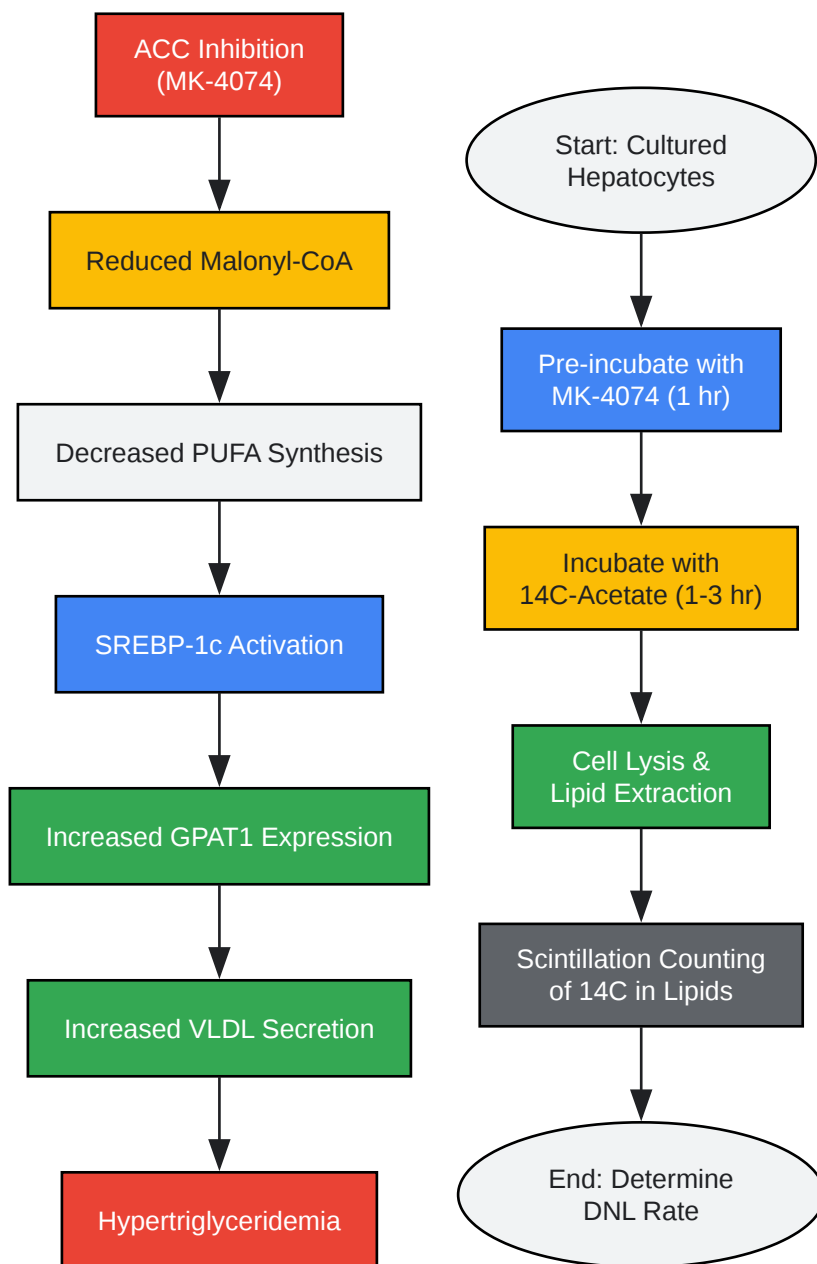 ACC Inhibition
(MK-4074)
Reduced Malonyl-CoA
Decreased PUFA Synthesis
SREBP-1c Activation
Increased GPAT1 Expression
Increased VLDL Secretion
Hypertriglyceridemia
Start: Cultured
Hepatocytes
Pre-incubate with
MK-4074 (1 hr)
Incubate with
14C-Acetate (1-3 hr)
Cell Lysis &
Lipid Extraction
Scintillation Counting
of 14C in Lipids
End: Determine
DNL Rate